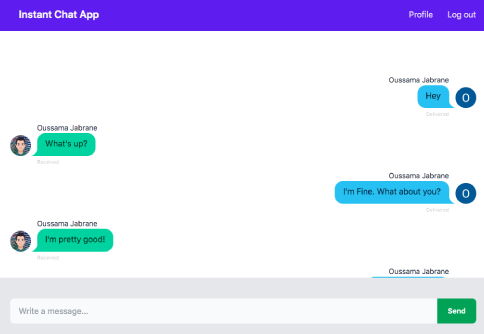 Instant Chat App
Profile
Log out
Oussama Jabrane
Hey
O
Delivered
Oussama Jabrane
What's up?
Received
Oussama Jabrane
I'm Fine. What about you?
O
Delivered
Oussama Jabrane
I'm pretty good!
Received
Oussama Jabrane
Write a message...
Send